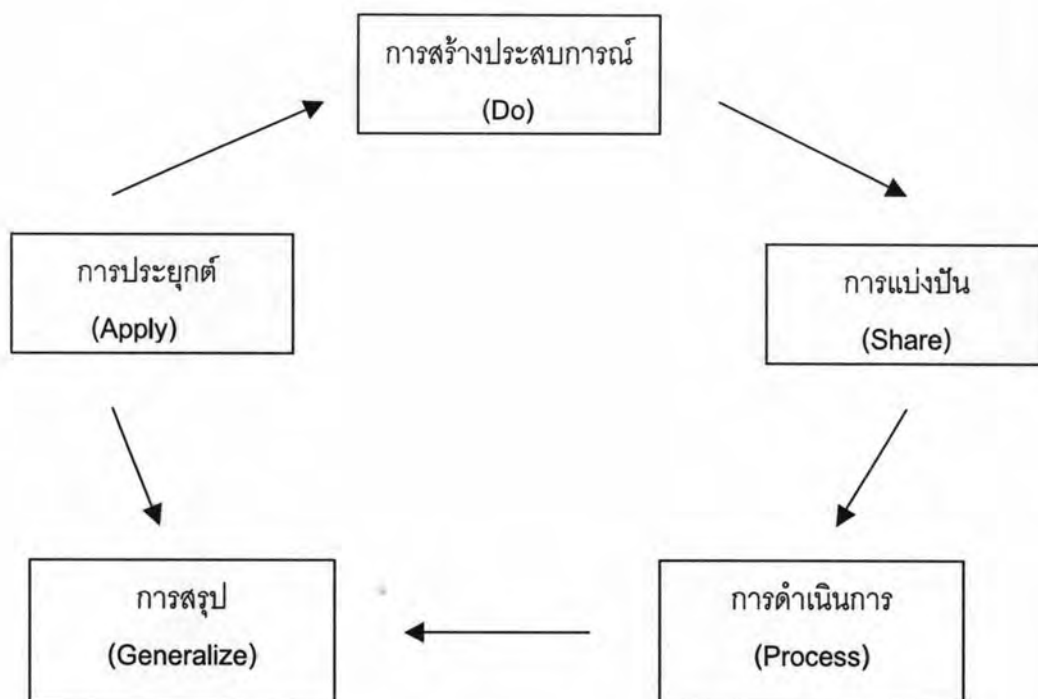 การสร้างประสบการณ์
(Do)
การประยุกต์
(Apply)
การแบ่งปัน
(Share)
การสรุป
(Generalize)
การดำเนินการ
(Process)